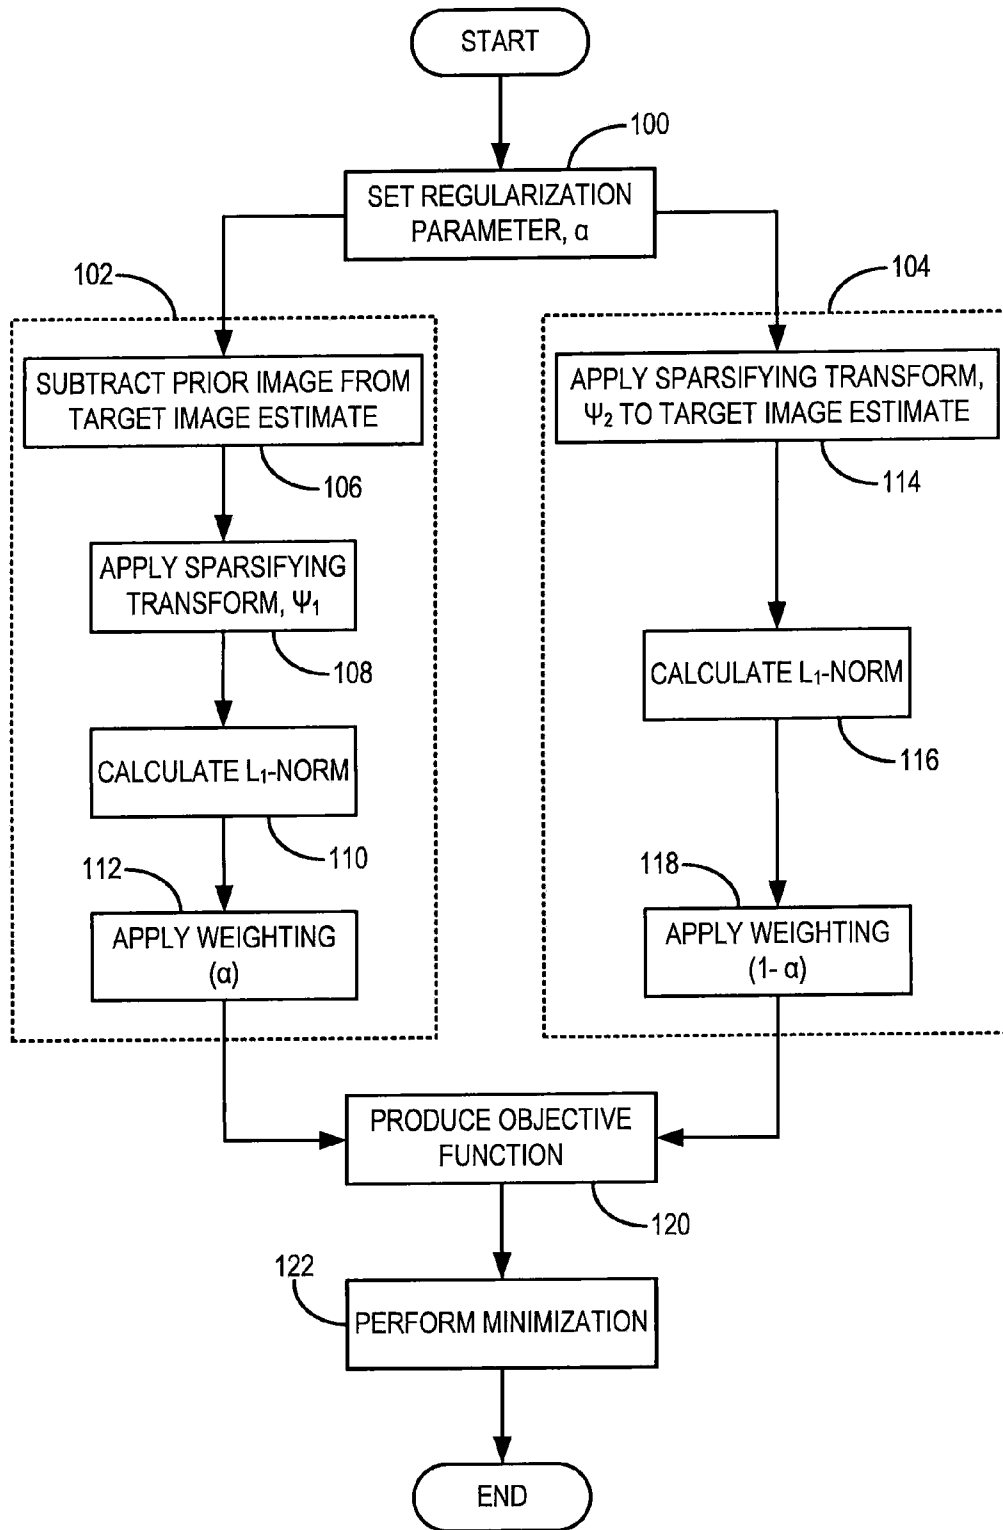 START
100
SET REGULARIZATION
PARAMETER, α
102
104
SUBTRACT PRIOR IMAGE FROM
TARGET IMAGE ESTIMATE
106
APPLY SPARSIFYING TRANSFORM,
Ψ₂ TO TARGET IMAGE ESTIMATE
114
APPLY SPARSIFYING
TRANSFORM, Ψ₁
108
CALCULATE L₁-NORM
116
CALCULATE L₁-NORM
110
112
APPLY WEIGHTING
(α)
118
APPLY WEIGHTING
(1- α)
PRODUCE OBJECTIVE
FUNCTION
120
122
PERFORM MINIMIZATION
END